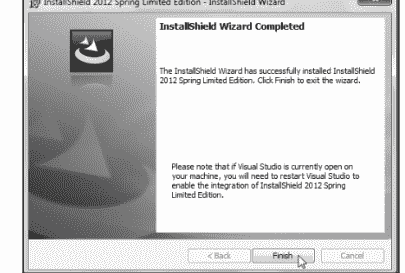 InstallShield 2012 Spring Limited Edition - InstallShield Wizard
InstallShield Wizard Completed
The InstallShield Wizard has successfully installed InstallShield
2012 Spring Limited Edition. Click Finish to exit the wizard.
Please note that if Visual Studio is currently open on
your machine, you will need to restart Visual Studio to
enable the integration of InstallShield 2012 Spring
Limited Edition.
< Back
Finish
Cancel